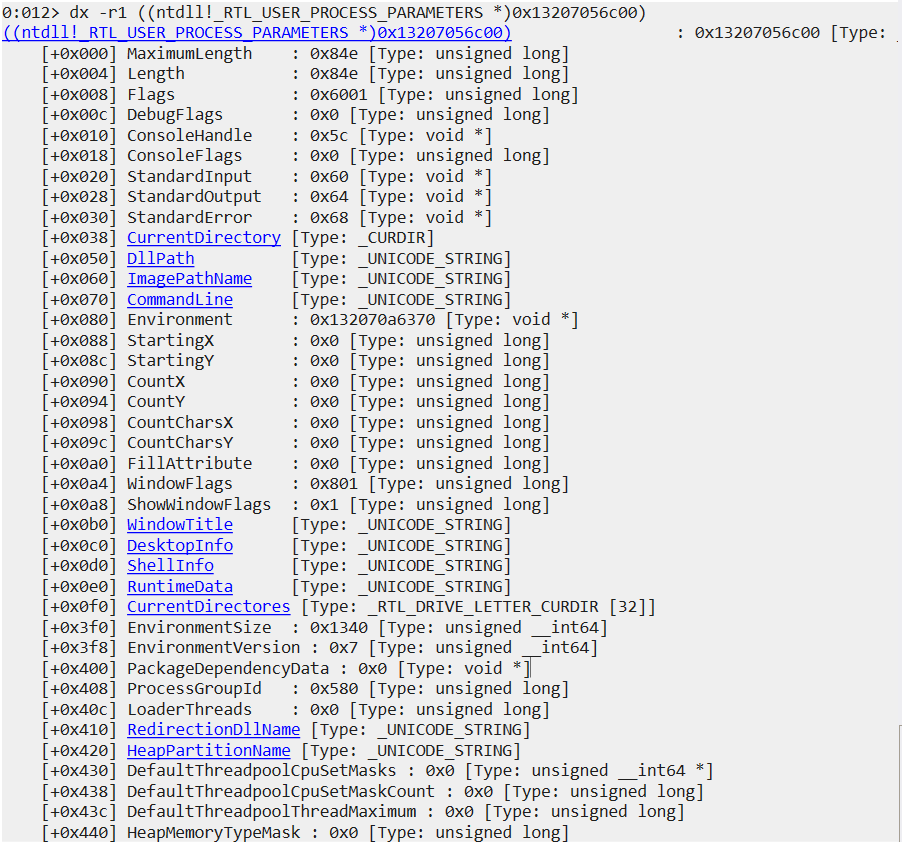 0:012> dx -r1 ((ntdll!_RTL_USER_PROCESS_PARAMETERS *)0x13207056c00)
((ntdll!_RTL_USER_PROCESS_PARAMETERS *)0x13207056c00) : 0x13207056c00 [Type:
[+0x000] MaximumLength : 0x84e [Type: unsigned long]
[+0x004] Length : 0x84e [Type: unsigned long]
[+0x008] Flags : 0x6001 [Type: unsigned long]
[+0x00c] DebugFlags : 0x0 [Type: unsigned long]
[+0x010] ConsoleHandle : 0x5c [Type: void *]
[+0x018] ConsoleFlags : 0x0 [Type: unsigned long]
[+0x020] StandardInput : 0x60 [Type: void *]
[+0x028] StandardOutput : 0x64 [Type: void *]
[+0x030] StandardError : 0x68 [Type: void *]
[+0x038] CurrentDirectory [Type: _CURDIR]
[+0x050] DllPath [Type: _UNICODE_STRING]
[+0x060] ImagePathName [Type: _UNICODE_STRING]
[+0x070] CommandLine [Type: _UNICODE_STRING]
[+0x080] Environment : 0x132070a6370 [Type: void *]
[+0x088] StartingX : 0x0 [Type: unsigned long]
[+0x08c] StartingY : 0x0 [Type: unsigned long]
[+0x090] CountX : 0x0 [Type: unsigned long]
[+0x094] CountY : 0x0 [Type: unsigned long]
[+0x098] CountCharsX : 0x0 [Type: unsigned long]
[+0x09c] CountCharsY : 0x0 [Type: unsigned long]
[+0x0a0] FillAttribute : 0x0 [Type: unsigned long]
[+0x0a4] WindowFlags : 0x801 [Type: unsigned long]
[+0x0a8] ShowWindowFlags : 0x1 [Type: unsigned long]
[+0x0b0] WindowTitle [Type: _UNICODE_STRING]
[+0x0c0] DesktopInfo [Type: _UNICODE_STRING]
[+0x0d0] ShellInfo [Type: _UNICODE_STRING]
[+0x0e0] RuntimeData [Type: _UNICODE_STRING]
[+0x0f0] CurrentDirectores [Type: _RTL_DRIVE_LETTER_CURDIR [32]]
[+0x3f0] EnvironmentSize : 0x1340 [Type: unsigned __int64]
[+0x3f8] EnvironmentVersion : 0x7 [Type: unsigned __int64]
[+0x400] PackageDependencyData : 0x0 [Type: void *]
[+0x408] ProcessGroupId : 0x580 [Type: unsigned long]
[+0x40c] LoaderThreads : 0x0 [Type: unsigned long]
[+0x410] RedirectionDllName [Type: _UNICODE_STRING]
[+0x420] HeapPartitionName [Type: _UNICODE_STRING]
[+0x430] DefaultThreadpoolCpuSetMasks : 0x0 [Type: unsigned __int64 *]
[+0x438] DefaultThreadpoolCpuSetMaskCount : 0x0 [Type: unsigned long]
[+0x43c] DefaultThreadpoolThreadMaximum : 0x0 [Type: unsigned long]
[+0x440] HeapMemoryTypeMask : 0x0 [Type: unsigned long]